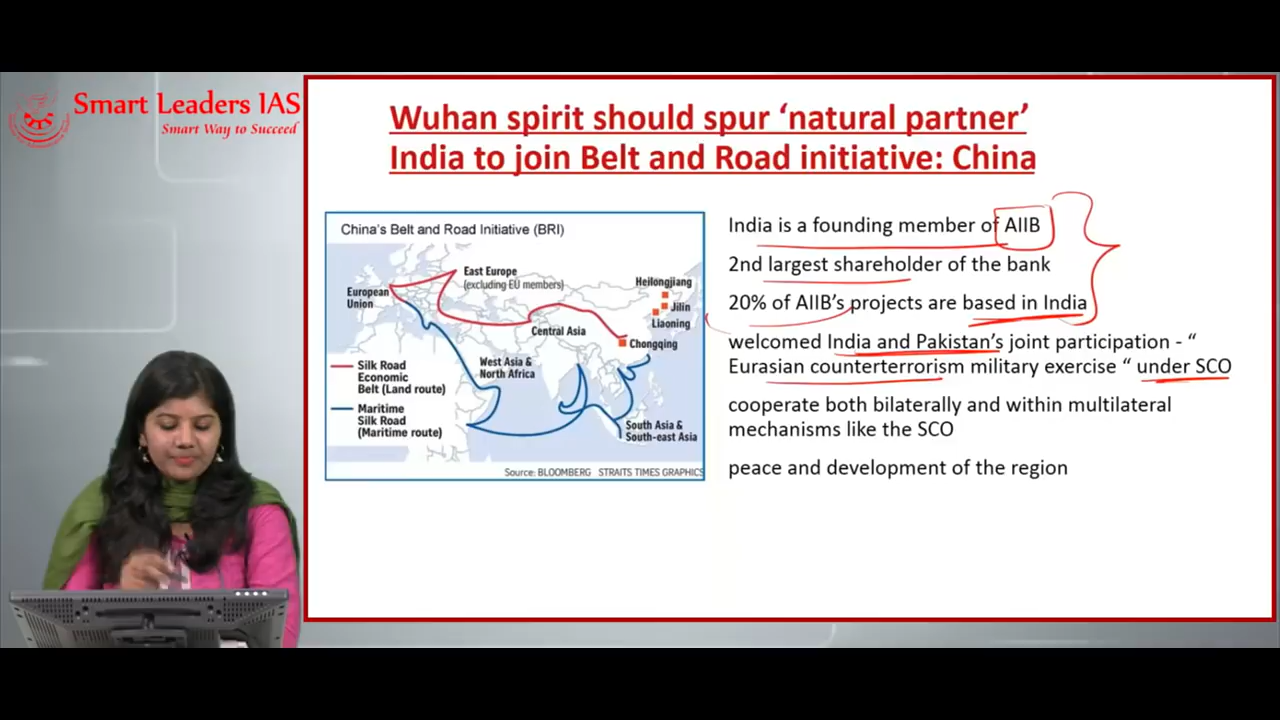 Smart Leaders IAS
Smart Way to Succeed
Wuhan spirit should spur ‘natural partner’
India to join Belt and Road initiative: China
China's Belt and Road Initiative (BRI)
East Europe
(excluding EU members)
European
Union
Heilongjiang
Jilin
Liaoning
Central Asia
Chongqing
West Asia &
North Africa
Silk Road
Economic
Belt (Land route)
Maritime
Silk Road
(Maritime route)
South Asia &
South-east Asia
Source: BLOOMBERG STRAITS TIMES GRAPHICS
India is a founding member of AIIB
2nd largest shareholder of the bank
20% of AIIB’s projects are based in India
welcomed India and Pakistan’s joint participation - “
Eurasian counterterrorism military exercise “ under SCO
cooperate both bilaterally and within multilateral
mechanisms like the SCO
peace and development of the region